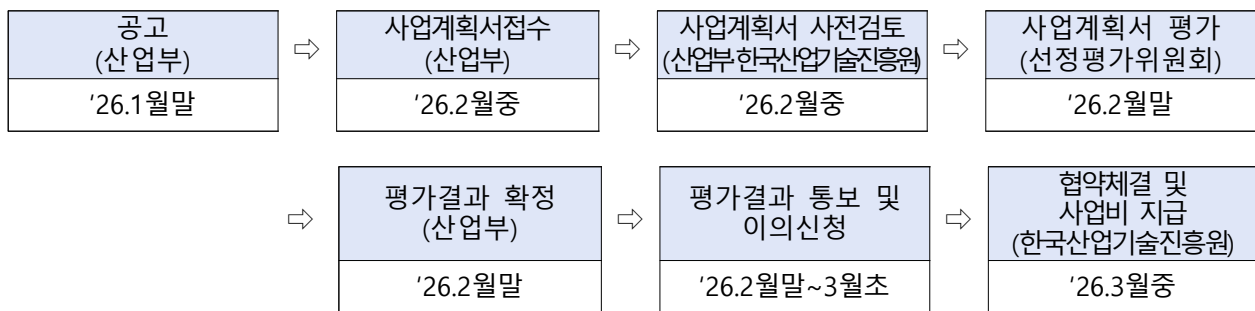 공고
(산업부)
'26.1월말
⇨
사업계획서접수
(산업부)
'26.2월중
⇨
사업계획서 사전검토
(산업부한국산업기술진흥원)
'26.2월중
⇨
사업계획서 평가
(선정평가위원회)
'26.2월말
⇨
평가결과 확정
(산업부)
'26.2월말
⇨
평가결과 통보 및
이의신청
'26.2월말~3월초
⇨
협약체결 및
사업비 지급
(한국산업기술진흥원)
'26.3월중